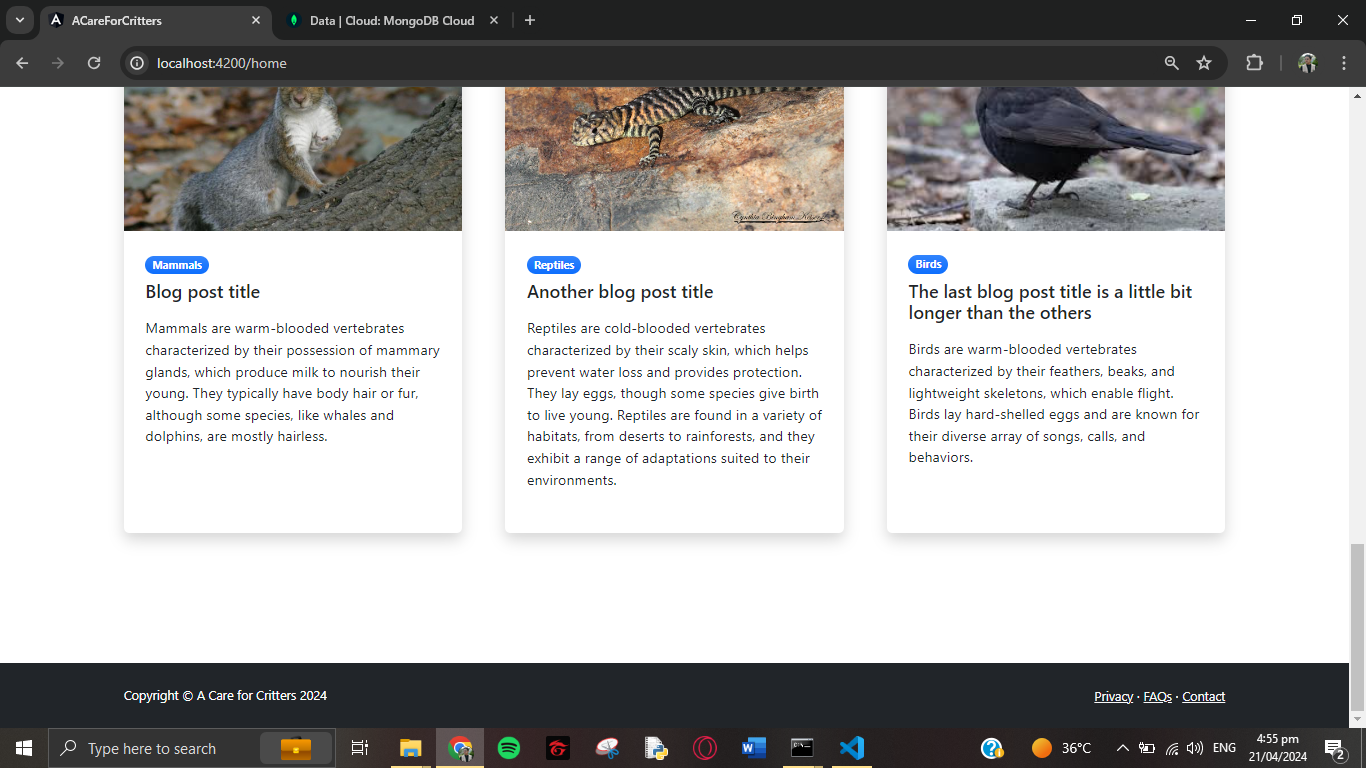 ACareForCritters
Data | Cloud: MongoDB Cloud
localhost:4200/home
Cynthia Bingham Keiser
Mammals
Blog post title
Mammals are warm-blooded vertebrates
characterized by their possession of mammary
glands, which produce milk to nourish their
young. They typically have body hair or fur,
although some species, like whales and
dolphins, are mostly hairless.
Reptiles
Another blog post title
Reptiles are cold-blooded vertebrates
characterized by their scaly skin, which helps
prevent water loss and provides protection.
They lay eggs, though some species give birth
to live young. Reptiles are found in a variety of
habitats, from deserts to rainforests, and they
exhibit a range of adaptations suited to their
environments.
Birds
The last blog post title is a little bit
longer than the others
Birds are warm-blooded vertebrates
characterized by their feathers, beaks, and
lightweight skeletons, which enable flight.
Birds lay hard-shelled eggs and are known for
their diverse array of songs, calls, and
behaviors.
Copyright © A Care for Critters 2024
Privacy · FAQs · Contact
Type here to search
36°C
ENG
4:55 pm
21/04/2024
2